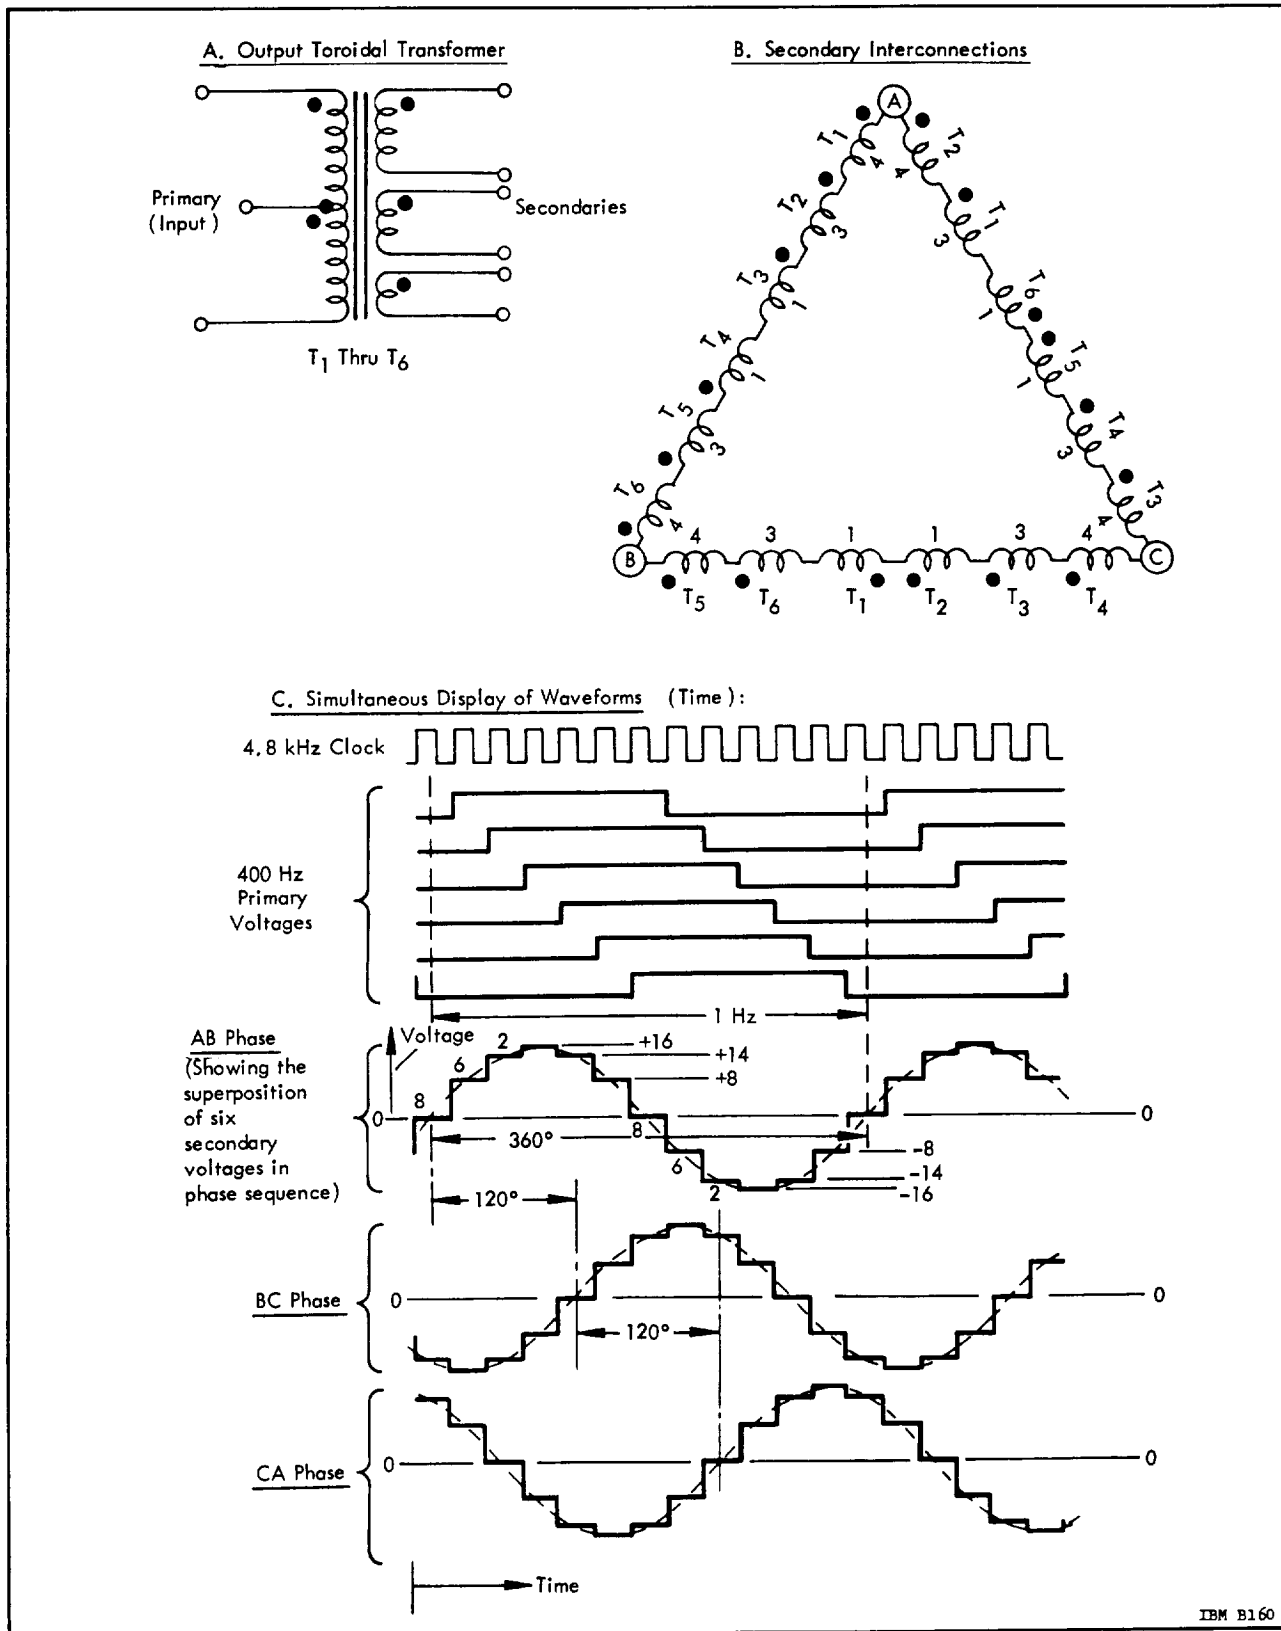 A. Output Toroidal Transformer
Primary
(Input)
Secondaries
T1 Thru T6
B. Secondary Interconnections
A
T1
4
T2
3
T3
1
T4
1
T5
3
T6
4
B
T2
4
T1
3
T6
1
T5
1
T4
3
T3
4
C
4 3 1 1 3 4
T5 T6 T1 T2 T3 T4
C. Simultaneous Display of Waveforms (Time):
4.8 kHz Clock
400 Hz
Primary
Voltages
1 Hz
AB Phase
(Showing the
superposition
of six
secondary
voltages in
phase sequence)
Voltage
0
8
6
2
+16
+14
+8
0
360°
8
6
2
-8
-14
-16
120°
BC Phase
0
0
120°
CA Phase
0
0
Time
IBM B160